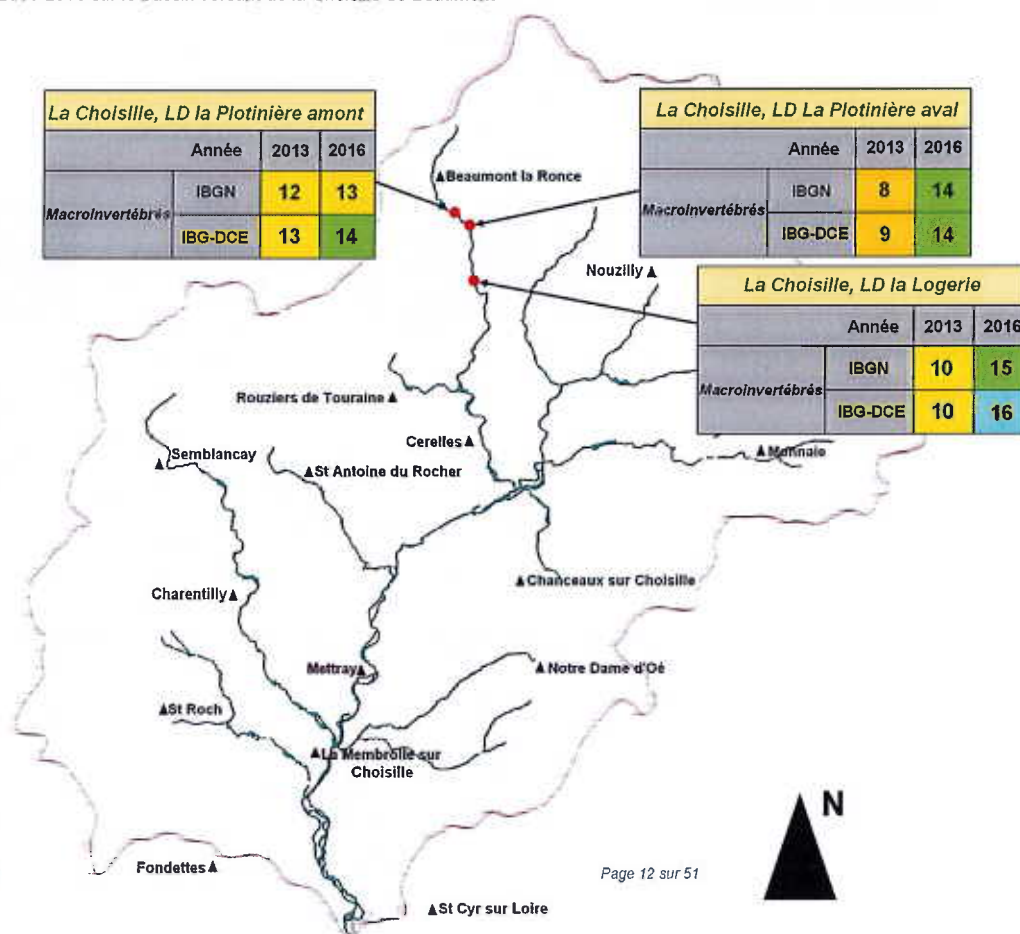 La Choisille, LD la Plotinière amont
Année 2013 2016
Macroinvertébrés
IBGN 12 13
IBG-DCE 13 14
La Choisille, LD La Plotinière aval
Année 2013 2016
Macroinvertébrés
IBGN 8 14
IBG-DCE 9 14
Beaumont la Ronce
Nouzilly
La Choisille, LD la Logerie
Année 2013 2016
Macroinvertébrés
IBGN 10 15
IBG-DCE 10 16
Rouziers de Touraine
Cerelles
Monnaie
Semblancay
St Antoine du Rocher
Chanceaux sur Choisille
Charentilly
Mettray
Notre Dame d'Oé
St Roch
La Membrolle sur
Choisille
N
Fondettes
Page 12 sur 51
St Cyr sur Loire